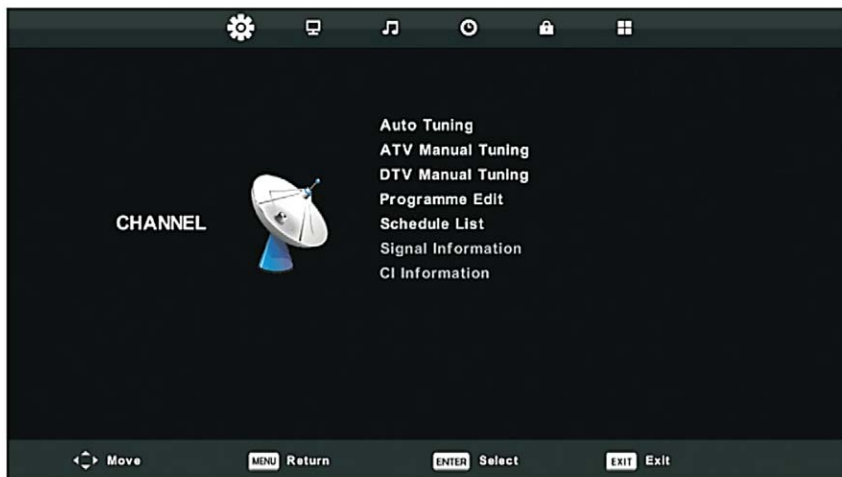 Auto Tuning
ATV Manual Tuning
DTV Manual Tuning
Programme Edit
CHANNEL
Schedule List
Signal Information
CI Information
Move MENU Return ENTER Select EXIT Exit